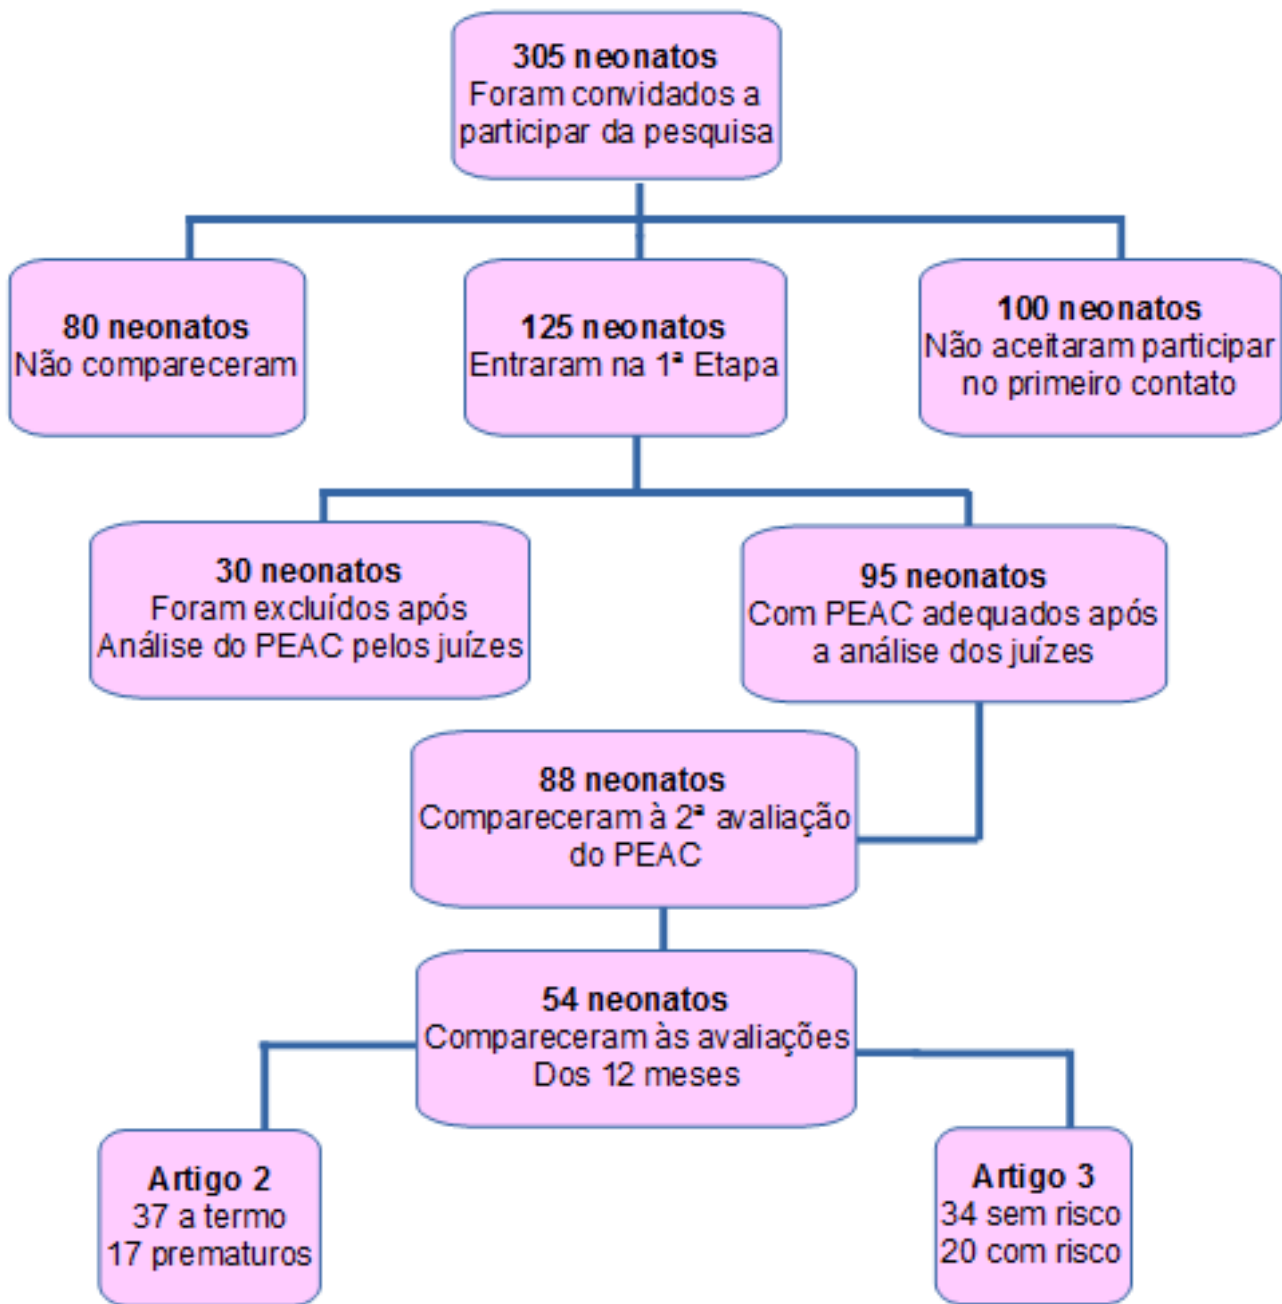 305 neonatos
Foram convidados a
participar da pesquisa
80 neonatos
Não compareceram
125 neonatos
Entraram na 1ª Etapa
100 neonatos
Não aceitaram participar
no primeiro contato
30 neonatos
Foram excluídos após
Análise do PEAC pelos juízes
95 neonatos
Com PEAC adequados após
a análise dos juízes
88 neonatos
Compareceram à 2ª avaliação
do PEAC
54 neonatos
Compareceram às avaliações
Dos 12 meses
Artigo 2
37 a termo
17 prematuros
Artigo 3
34 sem risco
20 com risco